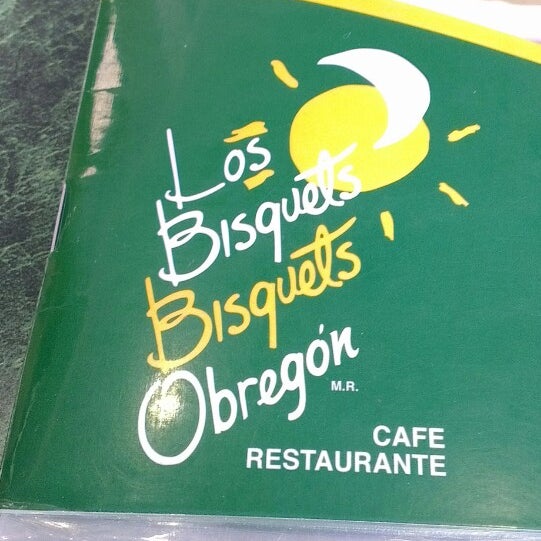 Los
Bisquets
Bisquets
Obregón
M.R.
CAFE
RESTAURANTE